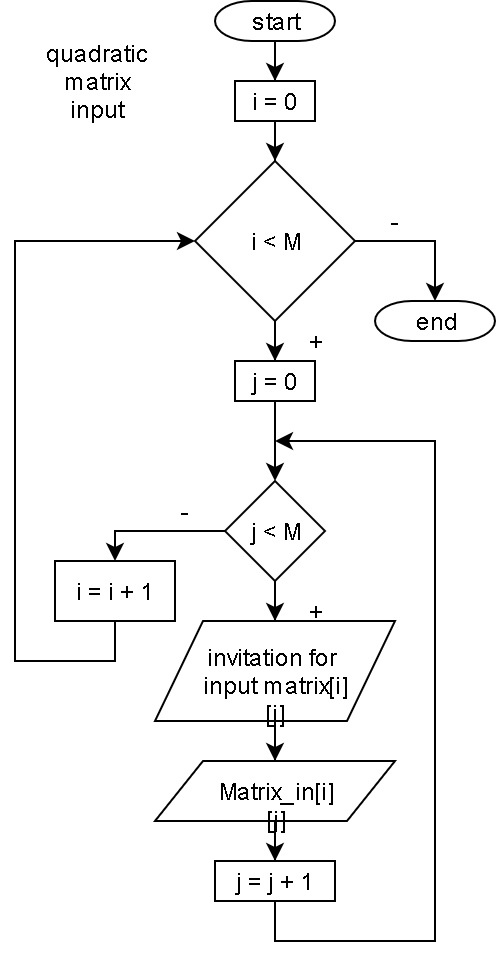 start
quadratic
matrix
input
i = 0
i < M
-
end
+
j = 0
j < M
-
i = i + 1
+
invitation for
input matrix[i]
[j]
Matrix_in[i]
[j]
j = j + 1